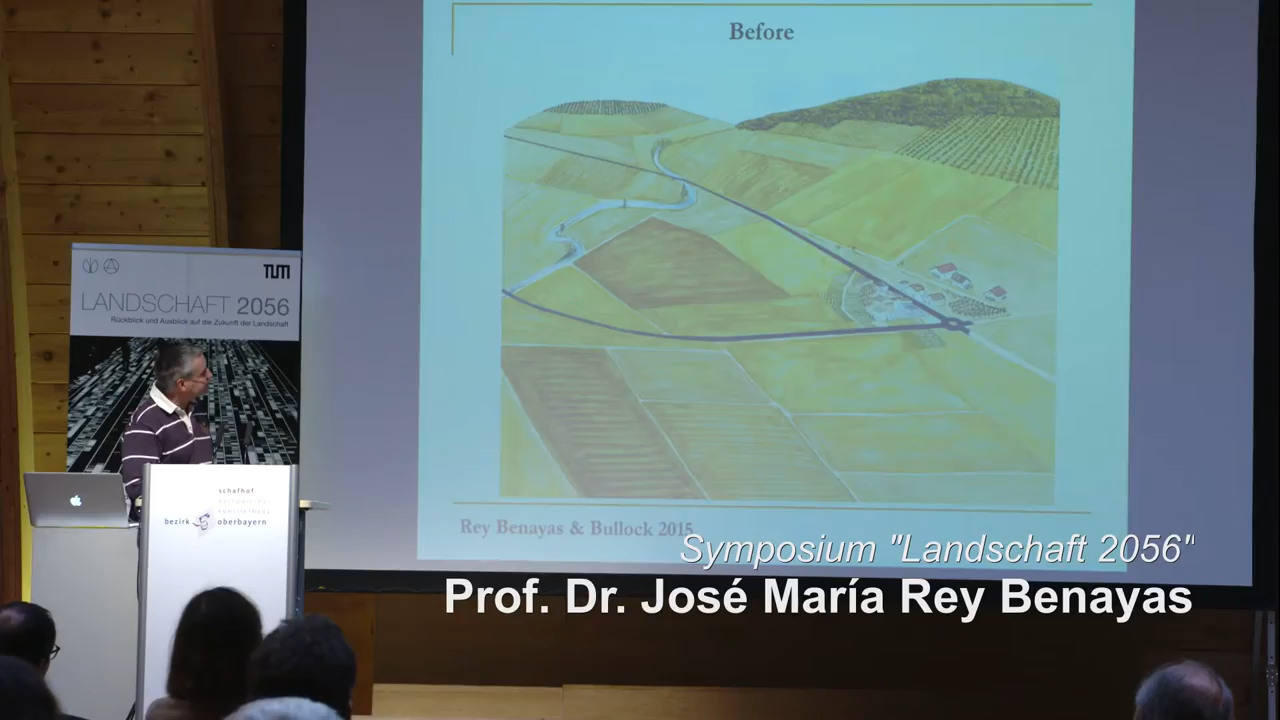 Before
TUM
LANDSCHAFT 2056
Rückblick und Ausblick auf die Zukunft der Landschaft
schafhof
künstlerhaus
bezirk oberbayern
Rey Benayas & Bullock 2015
Symposium "Landschaft 2056"
Prof. Dr. José María Rey Benayas